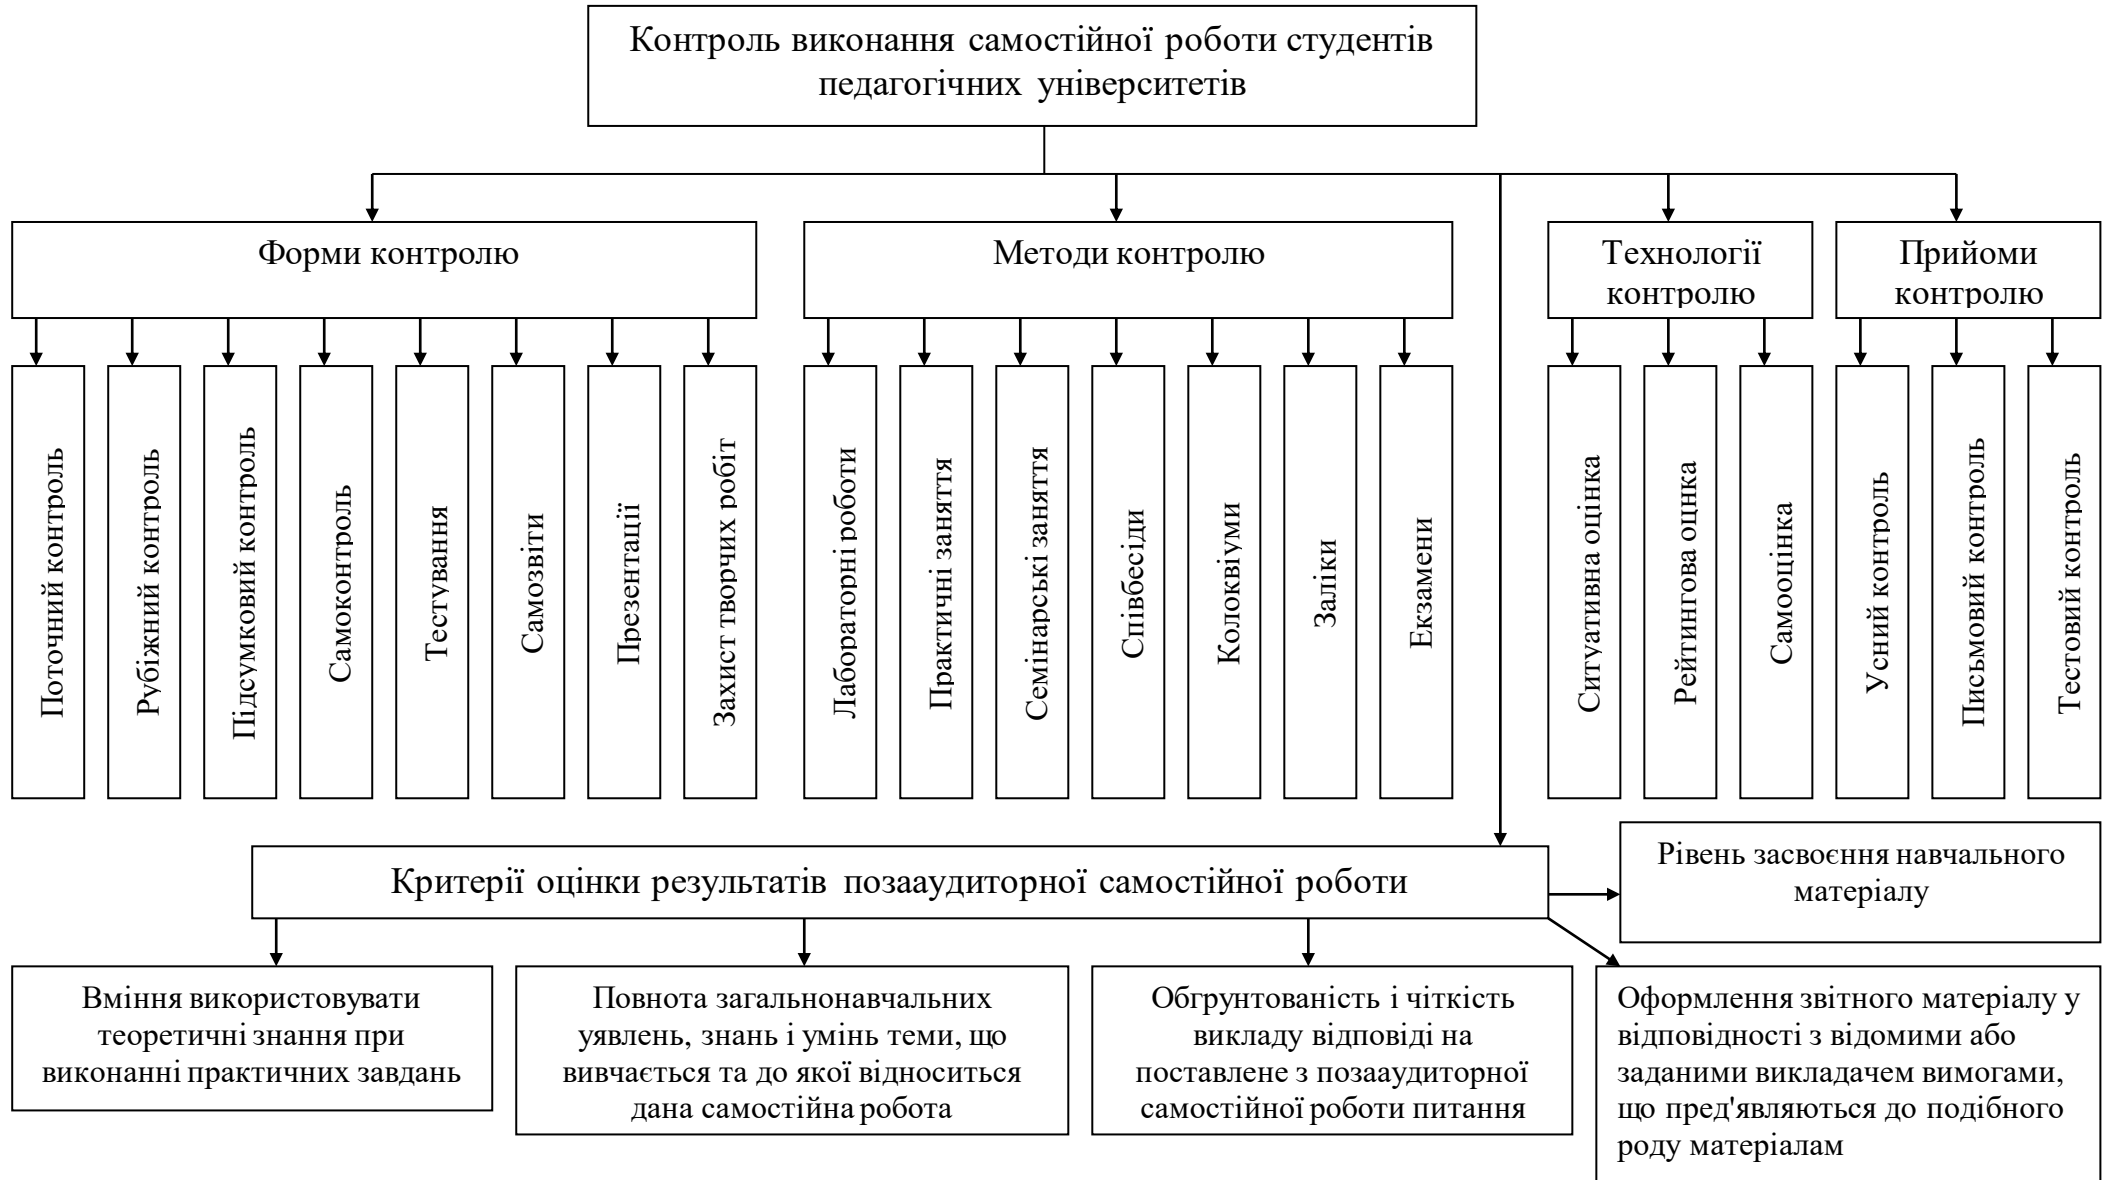 Контроль виконання самостійної роботи студентів
педагогічних університетів
Форми контролю
Методи контролю
Технології
контролю
Прийоми
контролю
Поточний контроль
Рубіжний контроль
Підсумковий контроль
Самоконтроль
Тестування
Самозвіти
Презентації
Захист творчих робіт
Лабораторні роботи
Практичні заняття
Семінарські заняття
Співбесіди
Колоквіуми
Заліки
Екзамени
Ситуативна оцінка
Рейтингова оцнка
Самооцінка
Усний контроль
Письмовий контроль
Тестовий контроль
Критерії оцінки результатів позааудиторної самостійної роботи
Рівень засвоєння навчального
матеріалу
Вміння використовувати
теоретичні знання при
виконанні практичних завдань
Повнота загальнонавчальних
уявлень, знань і умінь теми, що
вивчається та до якої відноситься
дана самостійна робота
Обгрунтованість і чіткість
викладу відповіді на
поставлене з позааудиторної
самостійної роботи питання
Оформлення звітного матеріалу у
відповідності з відомими або
заданими викладачем вимогами,
що пред'являються до подібного
роду матеріалам